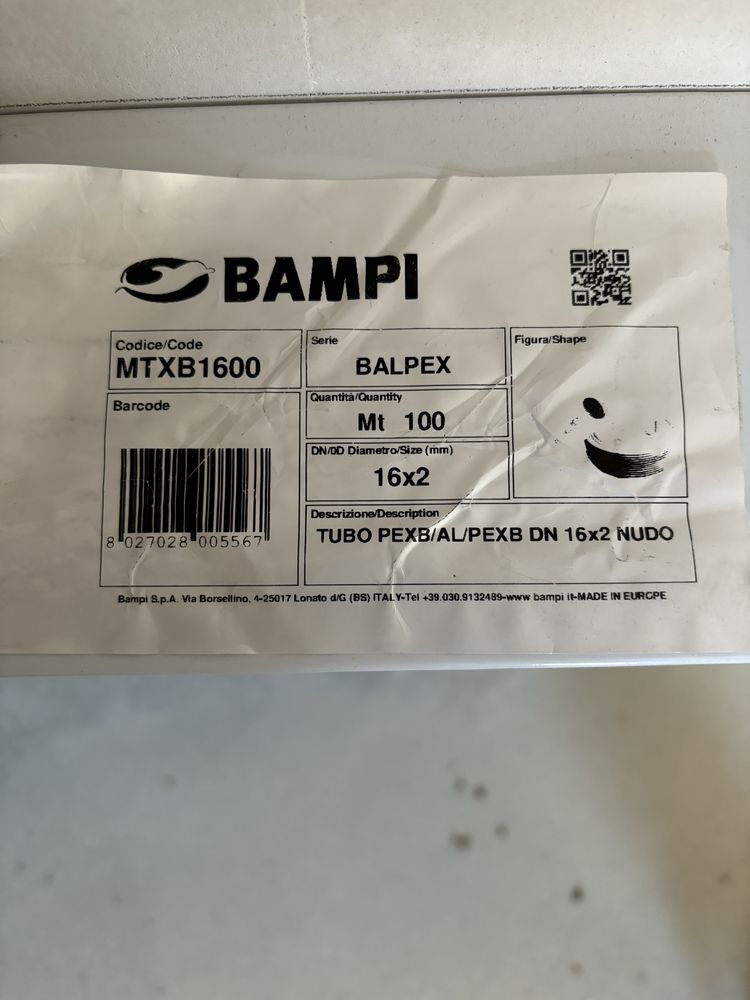 BAMPI
Codice/Code
MTXB1600
Serie
BALPEX
Figura/Shape
Barcode
8 027028 005567
Quantità/Quantity
Mt 100
DN/OD Diametro/Size (mm)
16x2
Descrizione/Description
TUBO PEXB/AL/PEXB DN 16x2 NUDO
Bampi S.p.A. Via Borsellino, 4-25017 Lonato d/G (BS) ITALY-Tel +39.030.9132489-www bampi it-MADE IN EUROPE